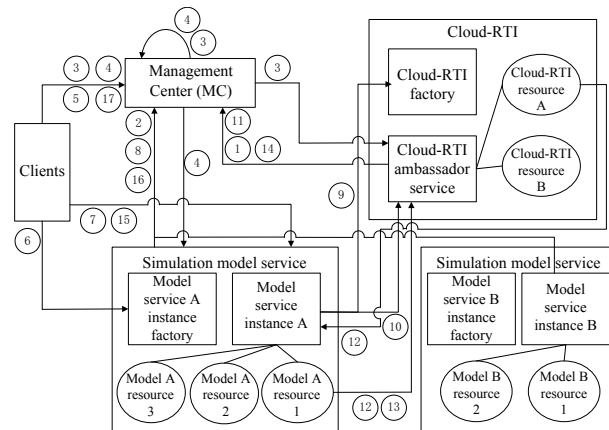 4
3
Cloud-RTI
3 4
5 17
Management
Center (MC)
3
Cloud-RTI
factory
Cloud-RTI
resource
A
2
8
16
11
1 14
4
Clients
Cloud-RTI
ambassador
service
Cloud-RTI
resource
B
9
7 15
6
Simulation model service
Model
service A
instance
factory
Model
service
instance A
12
10
Simulation model service
Model
service B
instance
factory
Model
service
instance B
Model A
resource
3
Model A
resource
2
Model A
resource
1
12 13
Model B
resource
2
Model B
resource
1